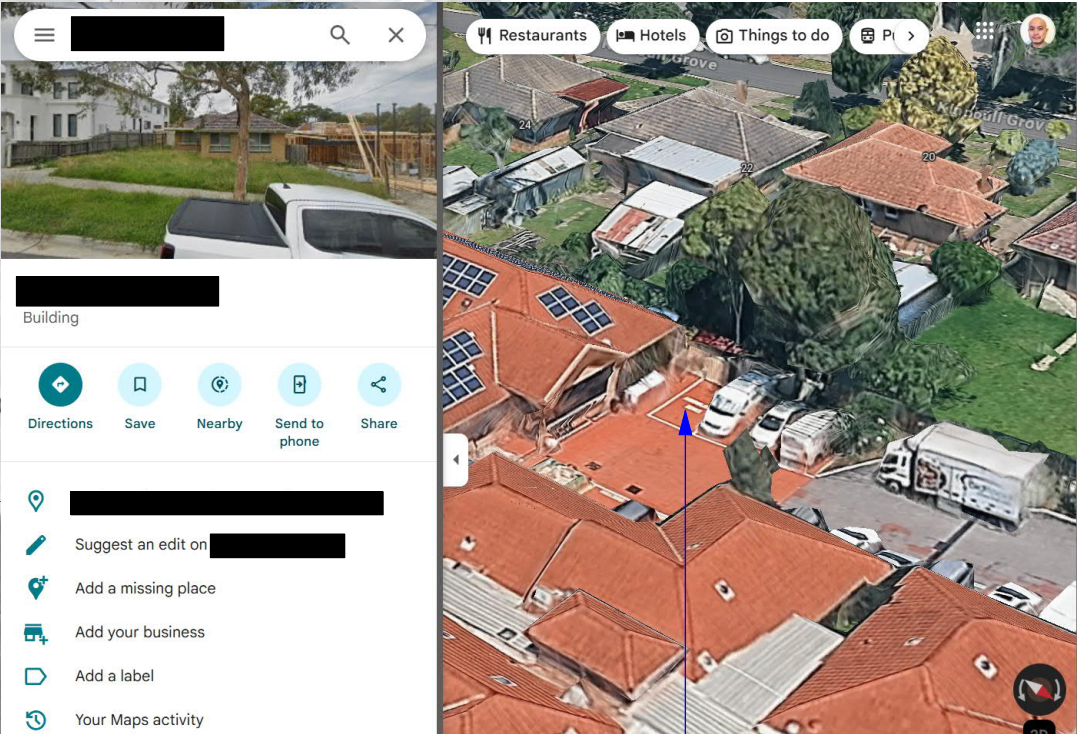 Restaurants
Hotels
Things to do
24
22
20
Building
Directions
Save
Nearby
Send to
phone
Share
Suggest an edit on
Add a missing place
Add your business
Add a label
Your Maps activity